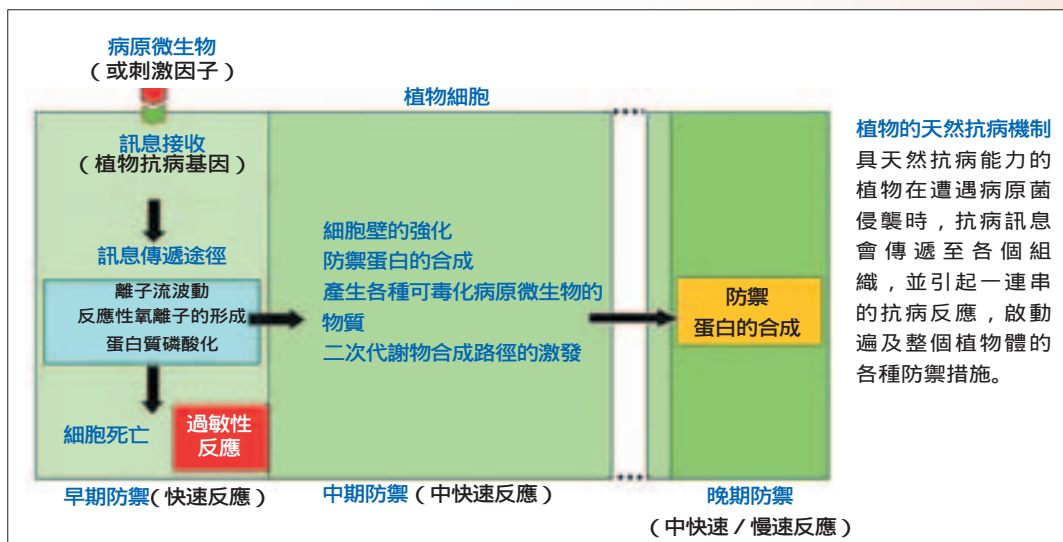 病原微生物
（或刺激因子）
植物細胞
訊息接收
（植物抗病基因）
訊息傳遞途徑
離子流波動
反應性氧離子的形成
蛋白質磷酸化
細胞死亡
過敏性
反應
細胞壁的強化
防禦蛋白的合成
產生各種可毒化病原微生物的
物質
二次代謝物合成路徑的激發
防禦
蛋白的合成
早期防禦（快速反應）
中期防禦（中快速反應）
晚期防禦
（中快速／慢速反應）
植物的天然抗病機制
具天然抗病能力的
植物在遭遇病原菌
侵襲時，抗病訊息
會傳遞至各個組
織，並引起一連串
的抗病反應，啟動
遍及整個植物體的
各種防禦措施。